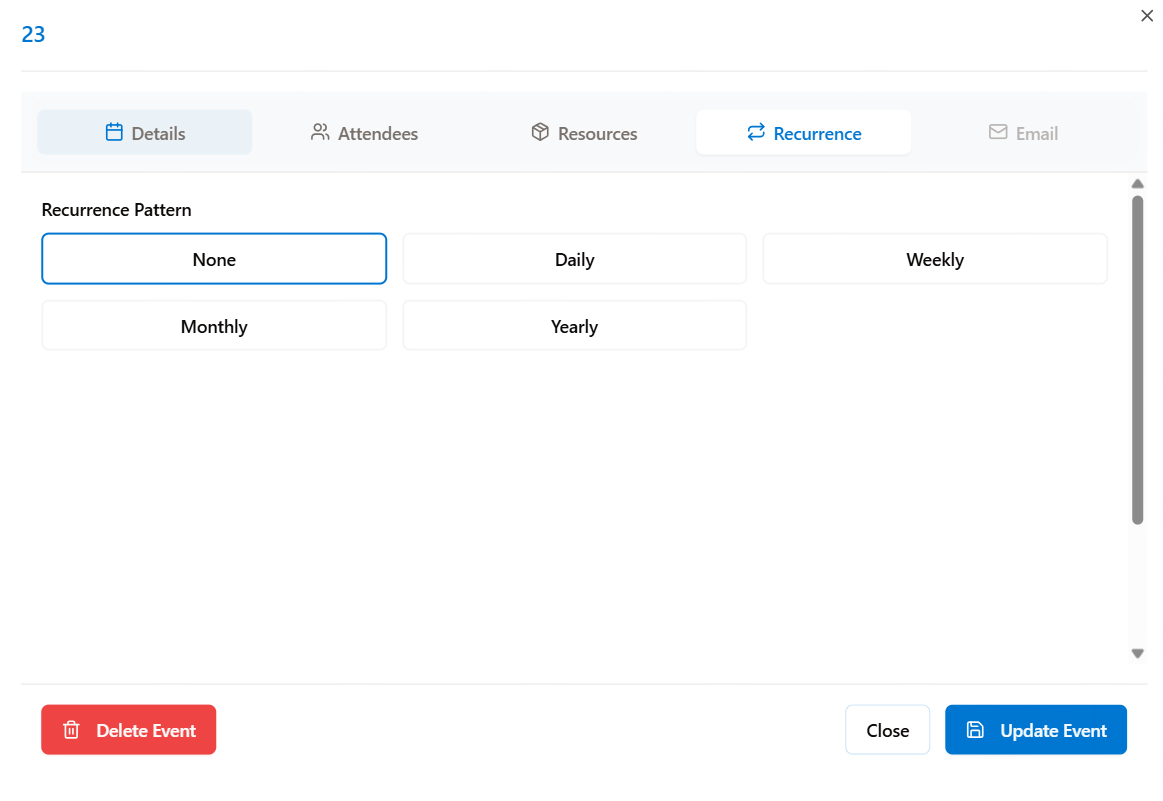 23
Details Attendees Resources Recurrence Email
Recurrence Pattern
None Daily Weekly
Monthly Yearly
Delete Event Close Update Event